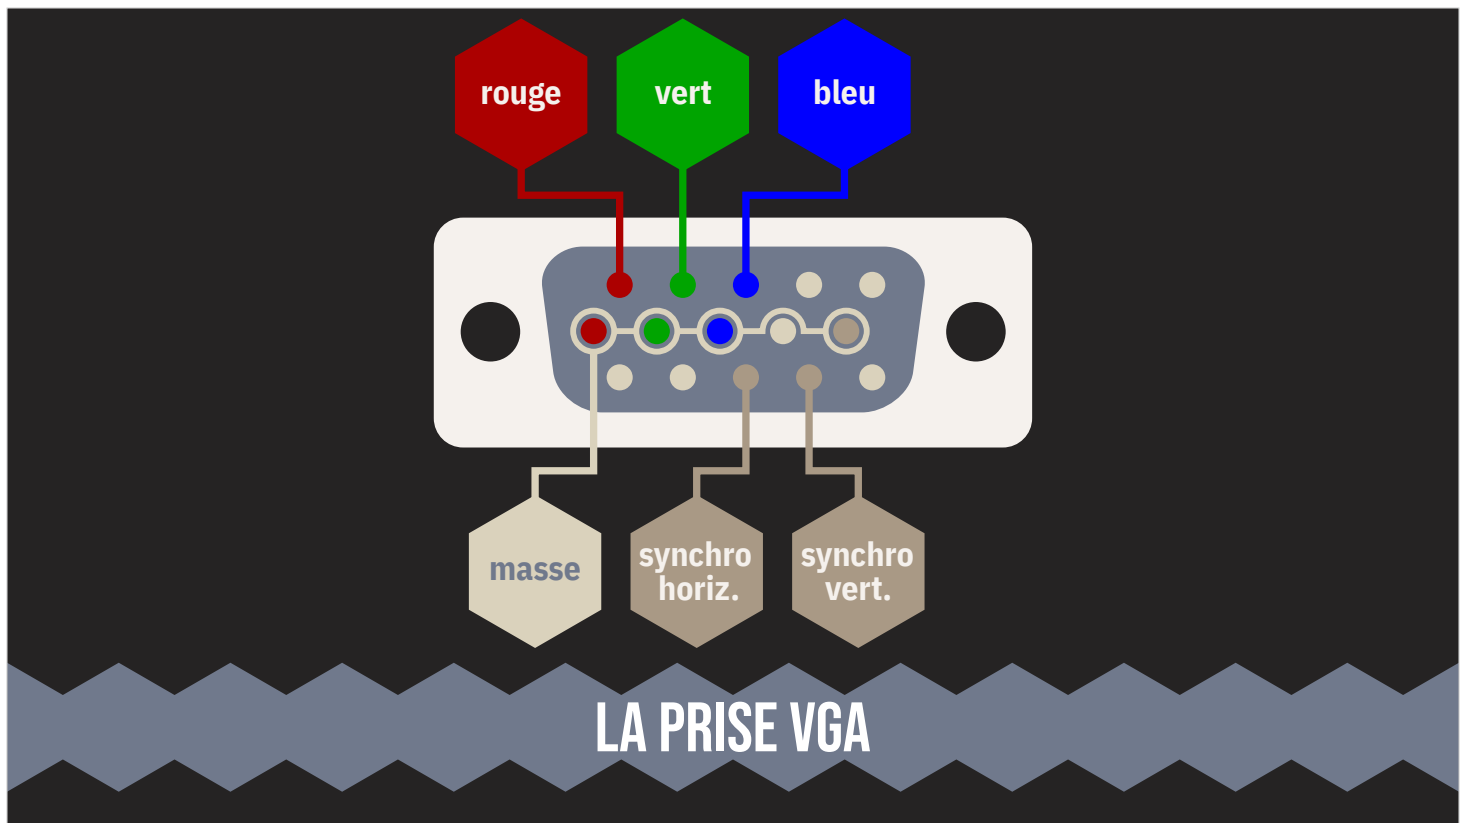 rouge
vert
bleu
masse
synchro
horiz.
synchro
vert.
LA PRISE VGA